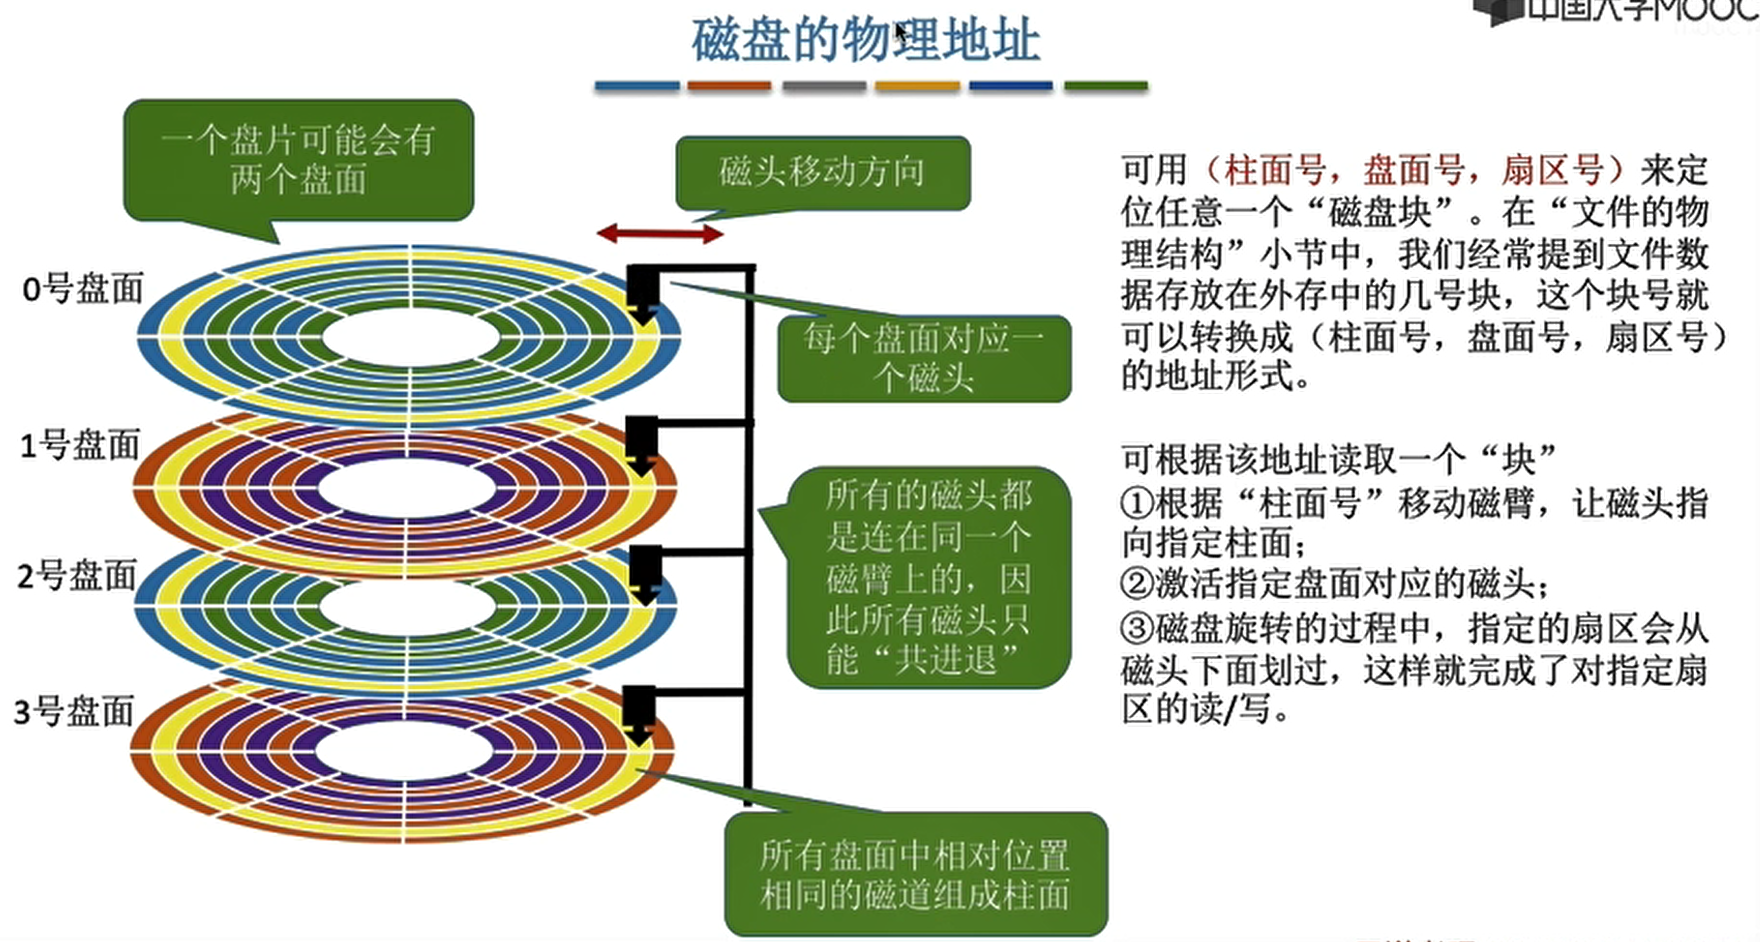 中国大学MOOC
磁盘的物理地址
一个盘片可能会有
两个盘面
磁头移动方向
0号盘面
每个盘面对应一
个磁头
1号盘面
所有的磁头都
是连在同一个
磁臂上的，因
此所有磁头只
能“共进退”
2号盘面
3号盘面
所有盘面中相对位置
相同的磁道组成柱面
可用（柱面号，盘面号，扇区号）来定
位任意一个“磁盘块”。在“文件的物
理结构”小节中，我们经常提到文件数
据存放在外存中的几号块，这个块号就
可以转换成（柱面号，盘面号，扇区号）
的地址形式。
可根据该地址读取一个“块”
①根据“柱面号”移动磁臂，让磁头指
向指定柱面；
②激活指定盘面对应的磁头；
③磁盘旋转的过程中，指定的扇区会从
磁头下面划过，这样就完成了对指定扇
区的读/写。